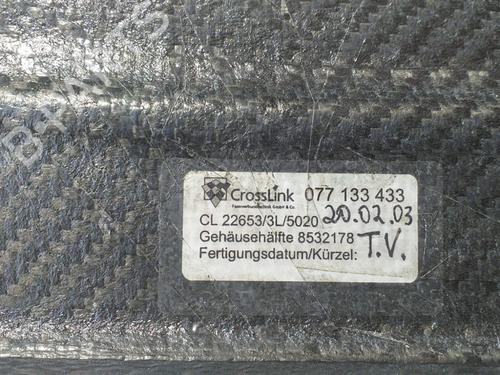 CrossLink 077 133 433
Faserverbundtechnik GmbH & Co.
CL 22653/3L/5020 20.02.03
Gehäusehälfte 8532178
Fertigungsdatum/Kürzel: T.V.